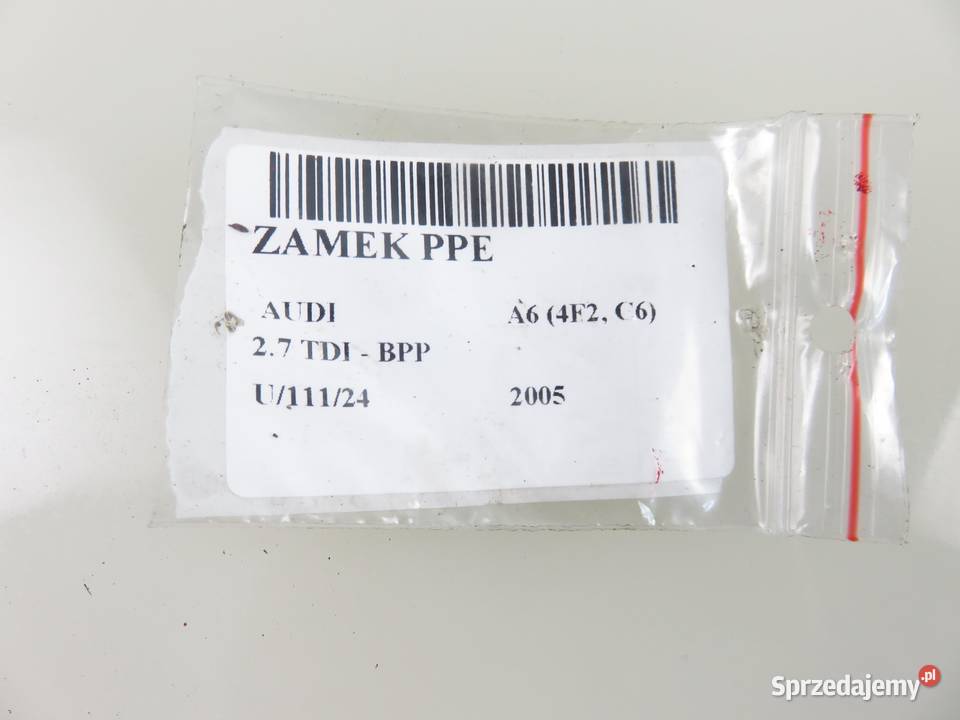 ZAMEK PPE
AUDI A6 (4F2, C6)
2.7 TDI - BPP
U/111/24 2005
Sprzedajemy.pl